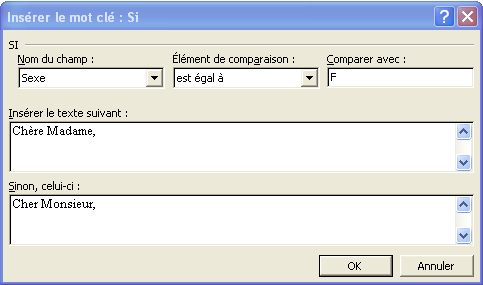 Insérer le mot clé : Si
SI
Nom du champ : Élément de comparaison : Comparer avec :
Sexe est égal à F
Insérer le texte suivant :
Chère Madame,
Sinon, celui-ci :
Cher Monsieur,
OK Annuler